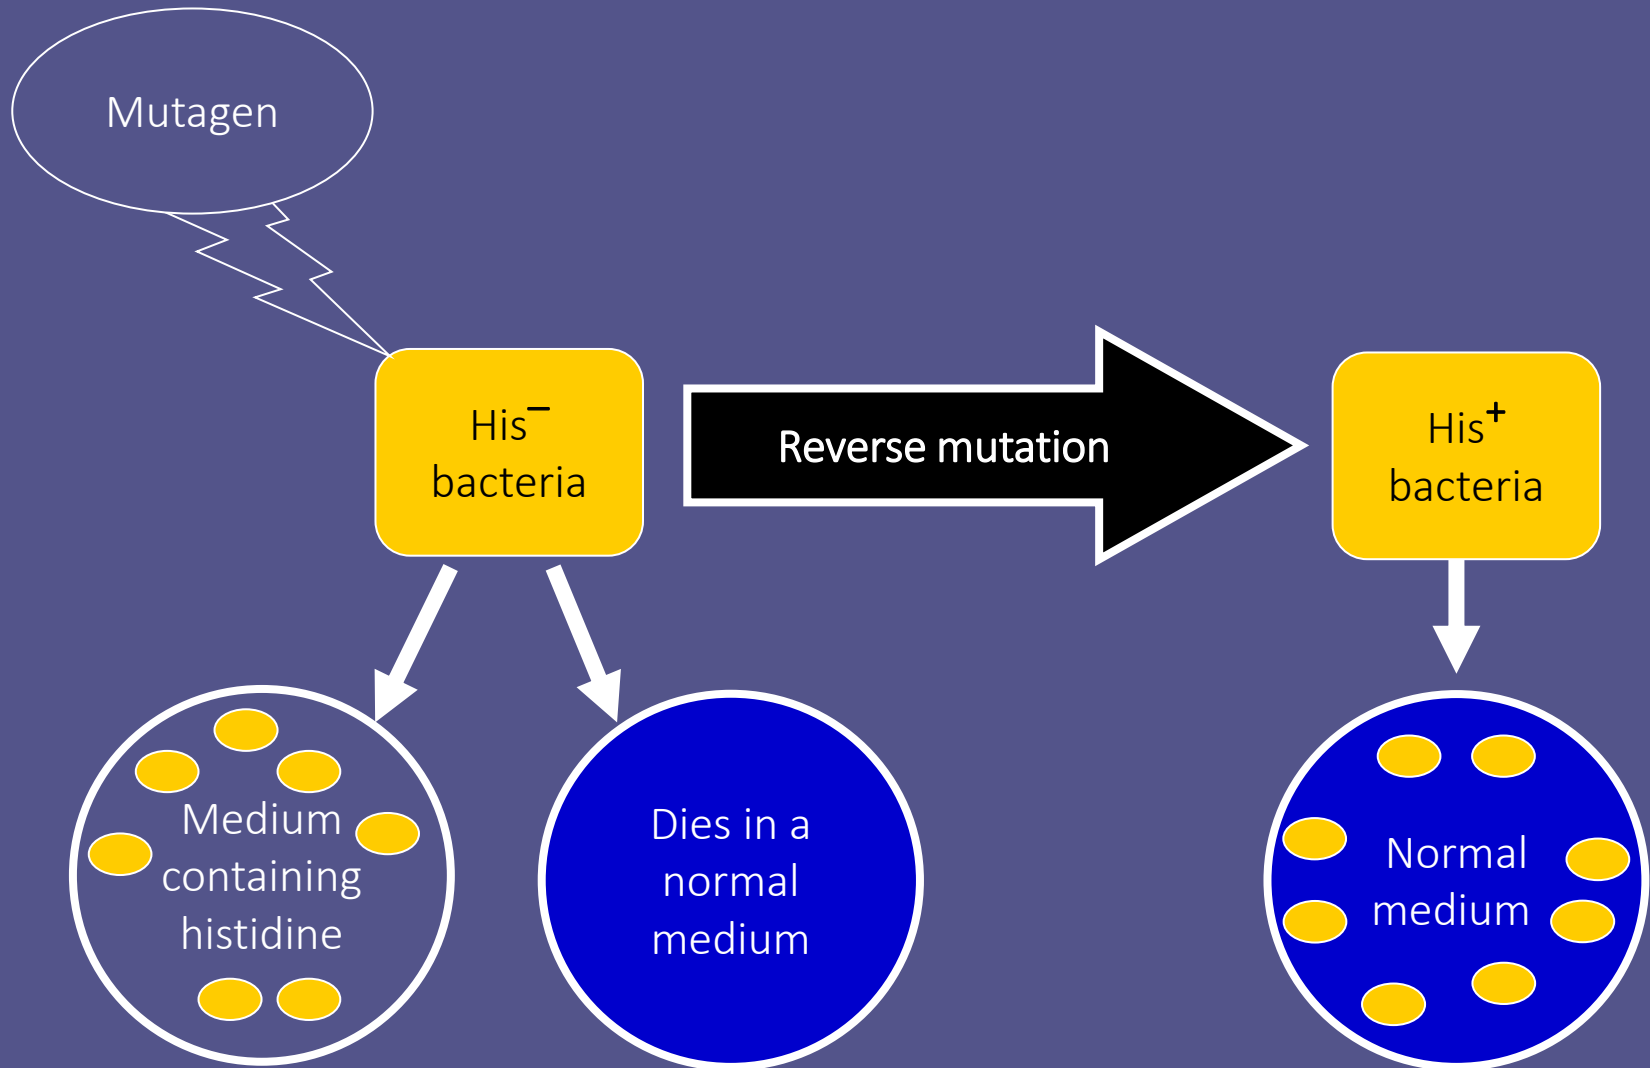 Mutagen
His⁻
bacteria
Reverse mutation
His⁺
bacteria
Medium
containing
histidine
Dies in a
normal
medium
Normal
medium